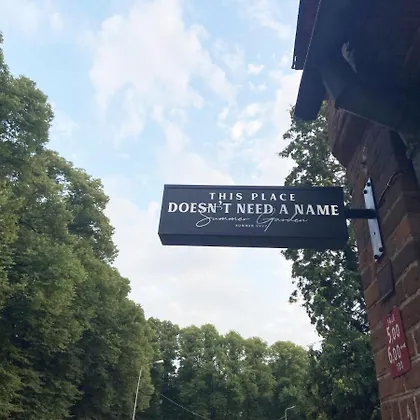 THIS PLACE
DOESN'T NEED A NAME
Summer Garden